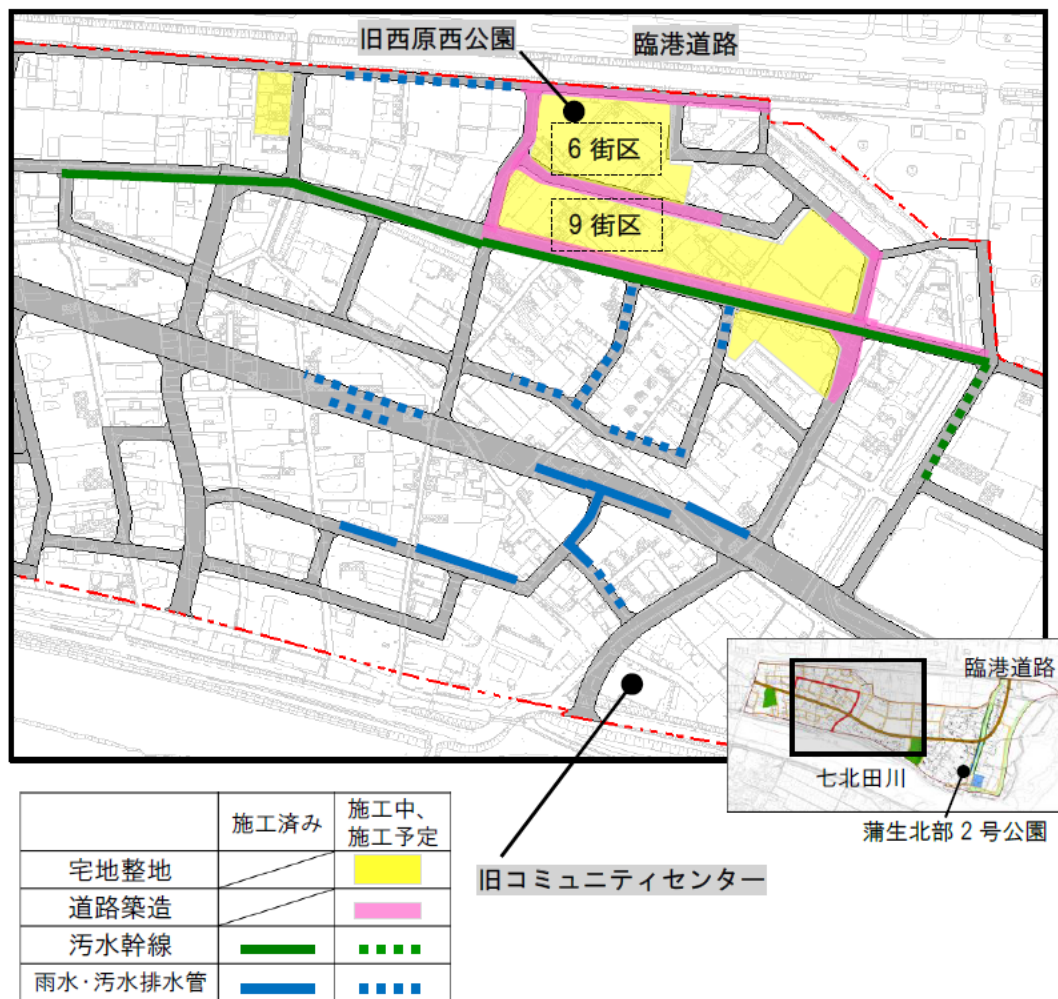 旧西原西公園
臨港道路
6 街区
9 街区
臨港道路
七北田川
蒲生北部 2 号公園
旧コミュニティセンター
施工済み
施工中、
施工予定
宅地整地
道路築造
汚水幹線
雨水･汚水排水管